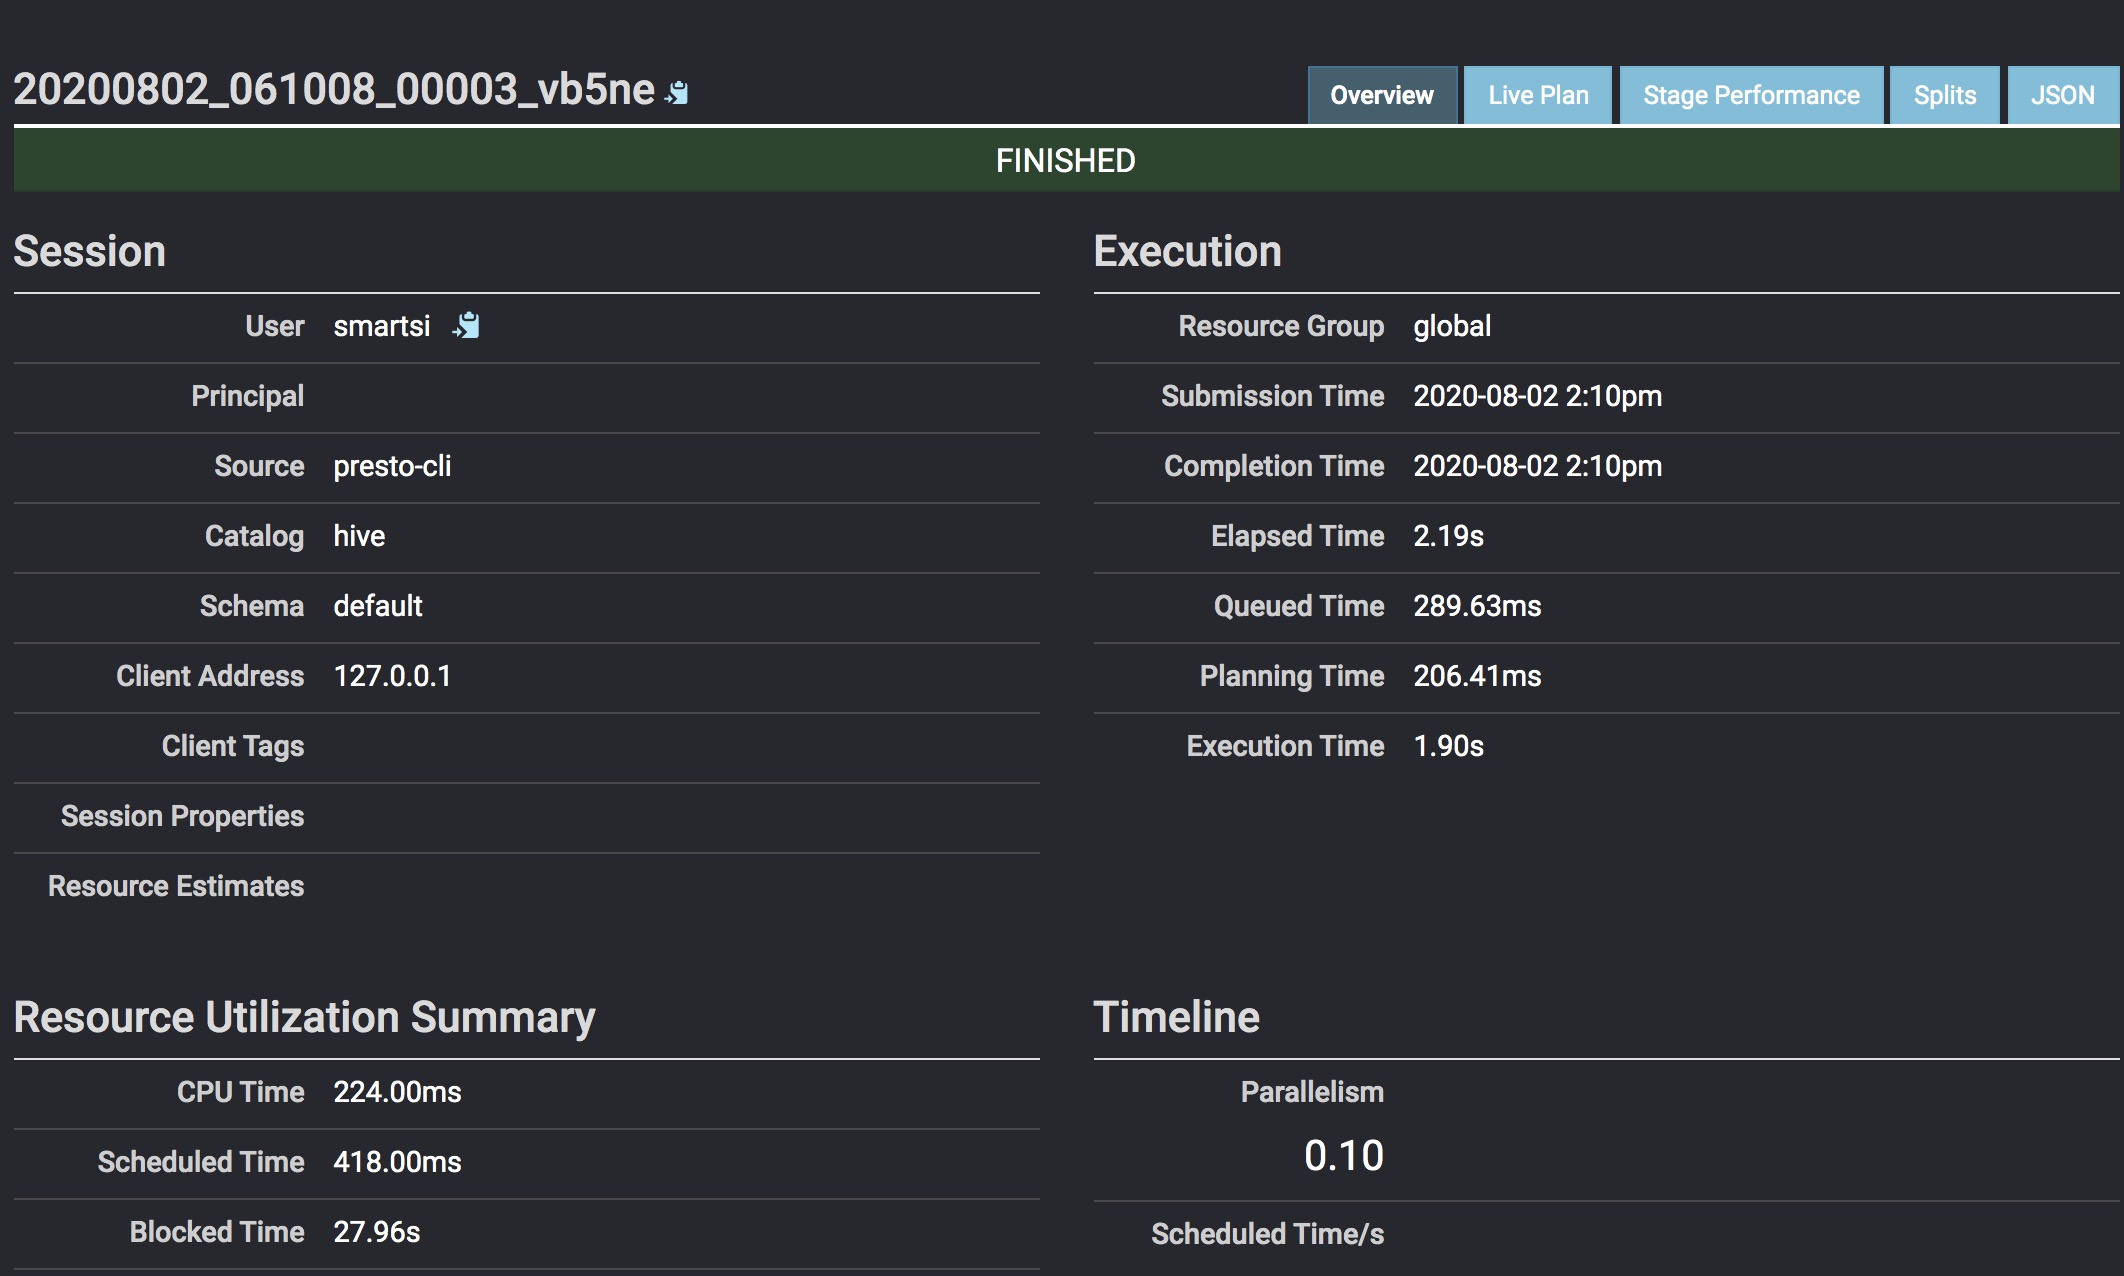 20200802_061008_00003_vb5ne
Overview
Live Plan
Stage Performance
Splits
JSON
FINISHED
Session
User smartsi
Principal
Source presto-cli
Catalog hive
Schema default
Client Address 127.0.0.1
Client Tags
Session Properties
Resource Estimates
Execution
Resource Group global
Submission Time 2020-08-02 2:10pm
Completion Time 2020-08-02 2:10pm
Elapsed Time 2.19s
Queued Time 289.63ms
Planning Time 206.41ms
Execution Time 1.90s
Resource Utilization Summary
CPU Time 224.00ms
Scheduled Time 418.00ms
Blocked Time 27.96s
Timeline
Parallelism
0.10
Scheduled Time/s